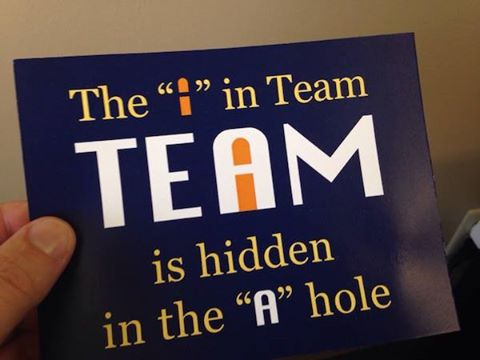 The “i” in Team
TEAM
is hidden
in the “A” hole